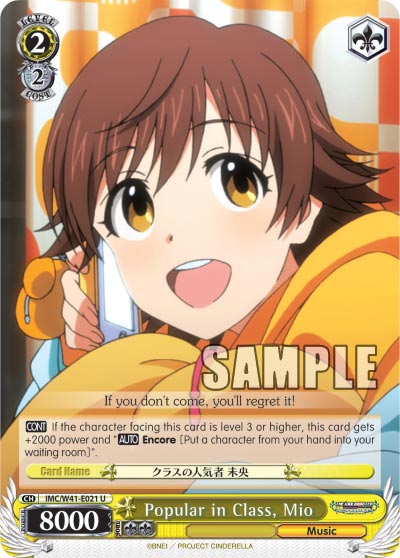 LEVEL
2
2
COST
SAMPLE
If you don't come, you'll regret it!
CONT If the character facing this card is level 3 or higher, this card gets
+2000 power and "AUTO Encore [Put a character from your hand into your
waiting room]".
Card Name クラスの人気者 未央
CD IMC/W41-E021 U
POWER 8000 SOUL Popular in Class, Mio
Music
©BNEI / PROJECT CINDERELLA